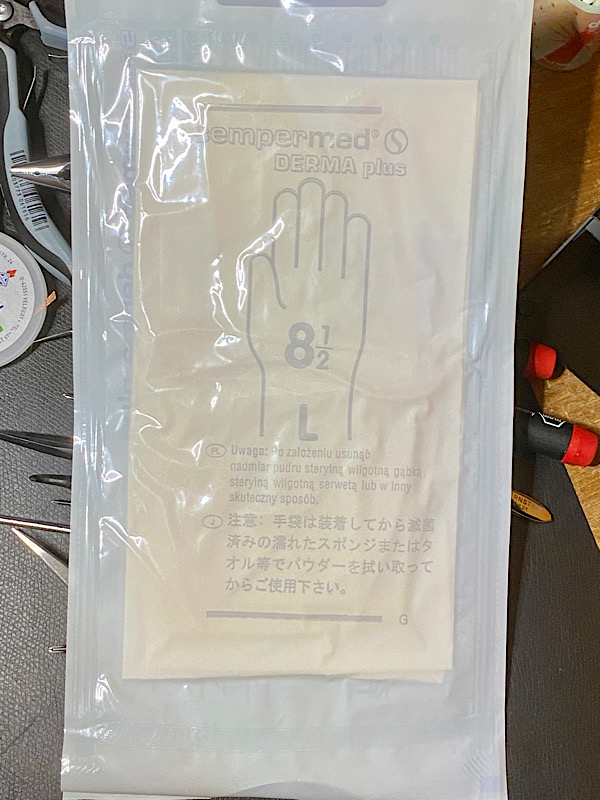 sempermed®
DERMA plus
8 1/2
L
PL Uwaga: Po założeniu usunąć
nadmiar pudru sterylną wilgotną gąbką,
sterylną wilgotną serwetą lub w inny
skuteczny sposób.
J 注意：手袋は装着してから滅菌
済みの濡れたスポンジまたはタ
オル等でパウダーを拭い取って
からご使用下さい。
G